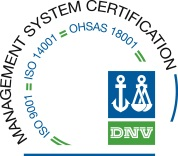 MANAGEMENT SYSTEM CERTIFICATION
ISO 9001 = ISO 14001 = OHSAS 18001 =
DNV